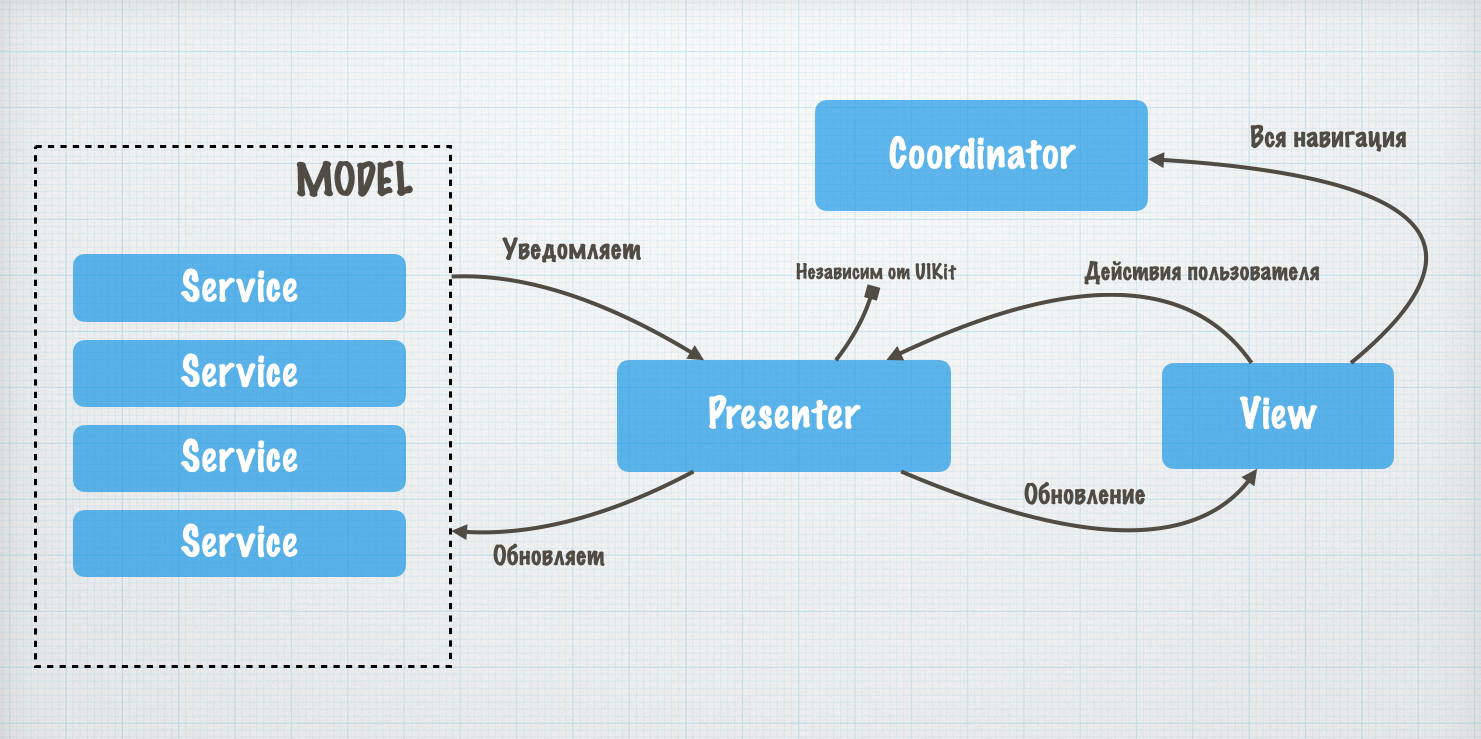 MODEL
Service
Service
Service
Service
Уведомляет
Обновляет
Coordinator
Вся навигация
Независим от UIKit
Действия пользователя
Presenter
View
Обновление